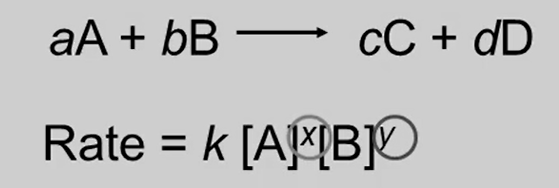 aA + bB ⟶ cC + dD
Rate = k [A]ˣ[B]ʸ